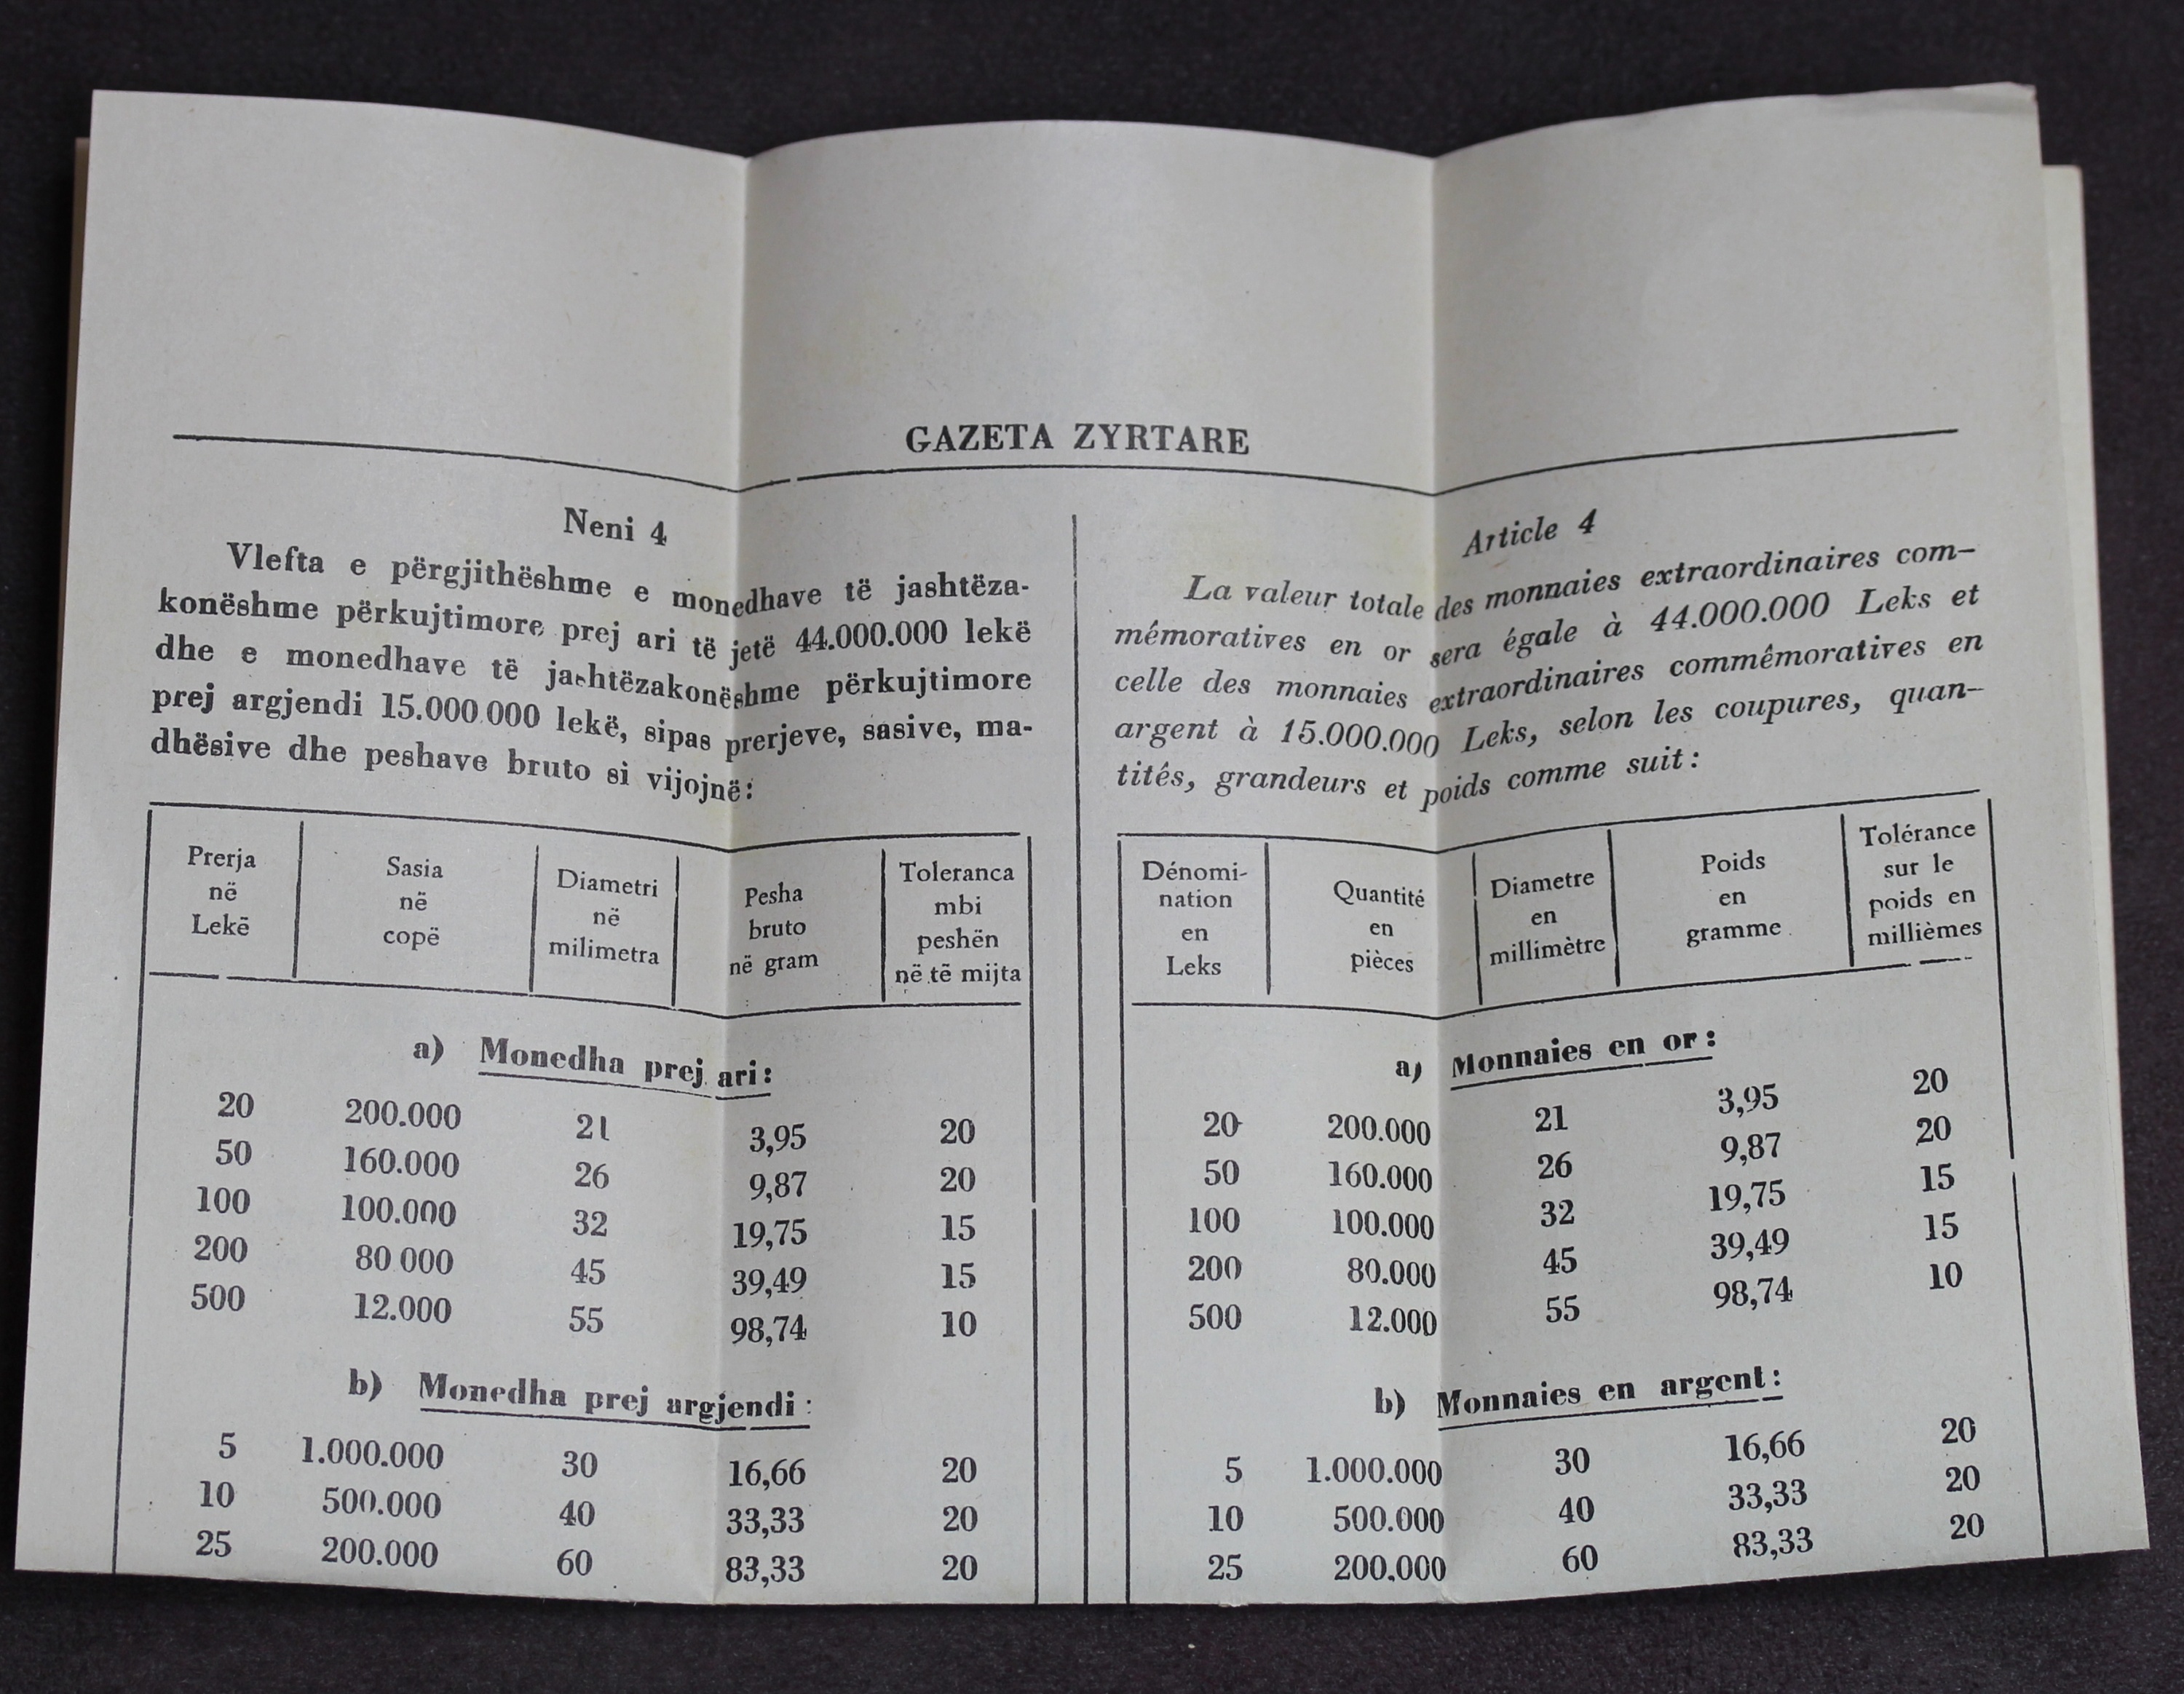 GAZETA ZYRTARE
Neni 4
Vlefta e përgjithëshme e monedhave të jashtëza-
konëshme përkujtimore prej ari të jetë 44.000.000 lekë
dhe e monedhave të jashtëzakonëshme përkujtimore
prej argjendi 15.000.000 lekë, sipas prerjeve, sasive, ma-
dhësive dhe peshave bruto si vijojnë:
Prerja
në
Lekë
Sasia
në
copë
Diametri
në
milimetra
Pesha
bruto
në gram
Toleranca
mbi
peshën
në të mijta
a) Monedha prej ari:
20 200.000 21 3,95 20
50 160.000 26 9,87 20
100 100.000 32 19,75 15
200 80 000 45 39,49 15
500 12.000 55 98,74 10
b) Monedha prej argjendi:
5 1.000.000 30 16,66 20
10 500.000 40 33,33 20
25 200.000 60 83,33 20
Article 4
La valeur totale des monnaies extraordinaires com-
mémoratives en or sera égale à 44.000.000 Leks et
celle des monnaies extraordinaires commémoratives en
argent à 15.000.000 Leks, selon les coupures, quan-
tités, grandeurs et poids comme suit:
Dénomi-
nation
en
Leks
Quantité
en
pièces
Diametre
en
millimètre
Poids
en
gramme
Tolérance
sur le
poids en
millièmes
a) Monnaies en or:
20 200.000 21 3,95 20
50 160.000 26 9,87 20
100 100.000 32 19,75 15
200 80.000 45 39,49 15
500 12.000 55 98,74 10
b) Monnaies en argent:
5 1.000.000 30 16,66 20
10 500.000 40 33,33 20
25 200.000 60 83,33 20